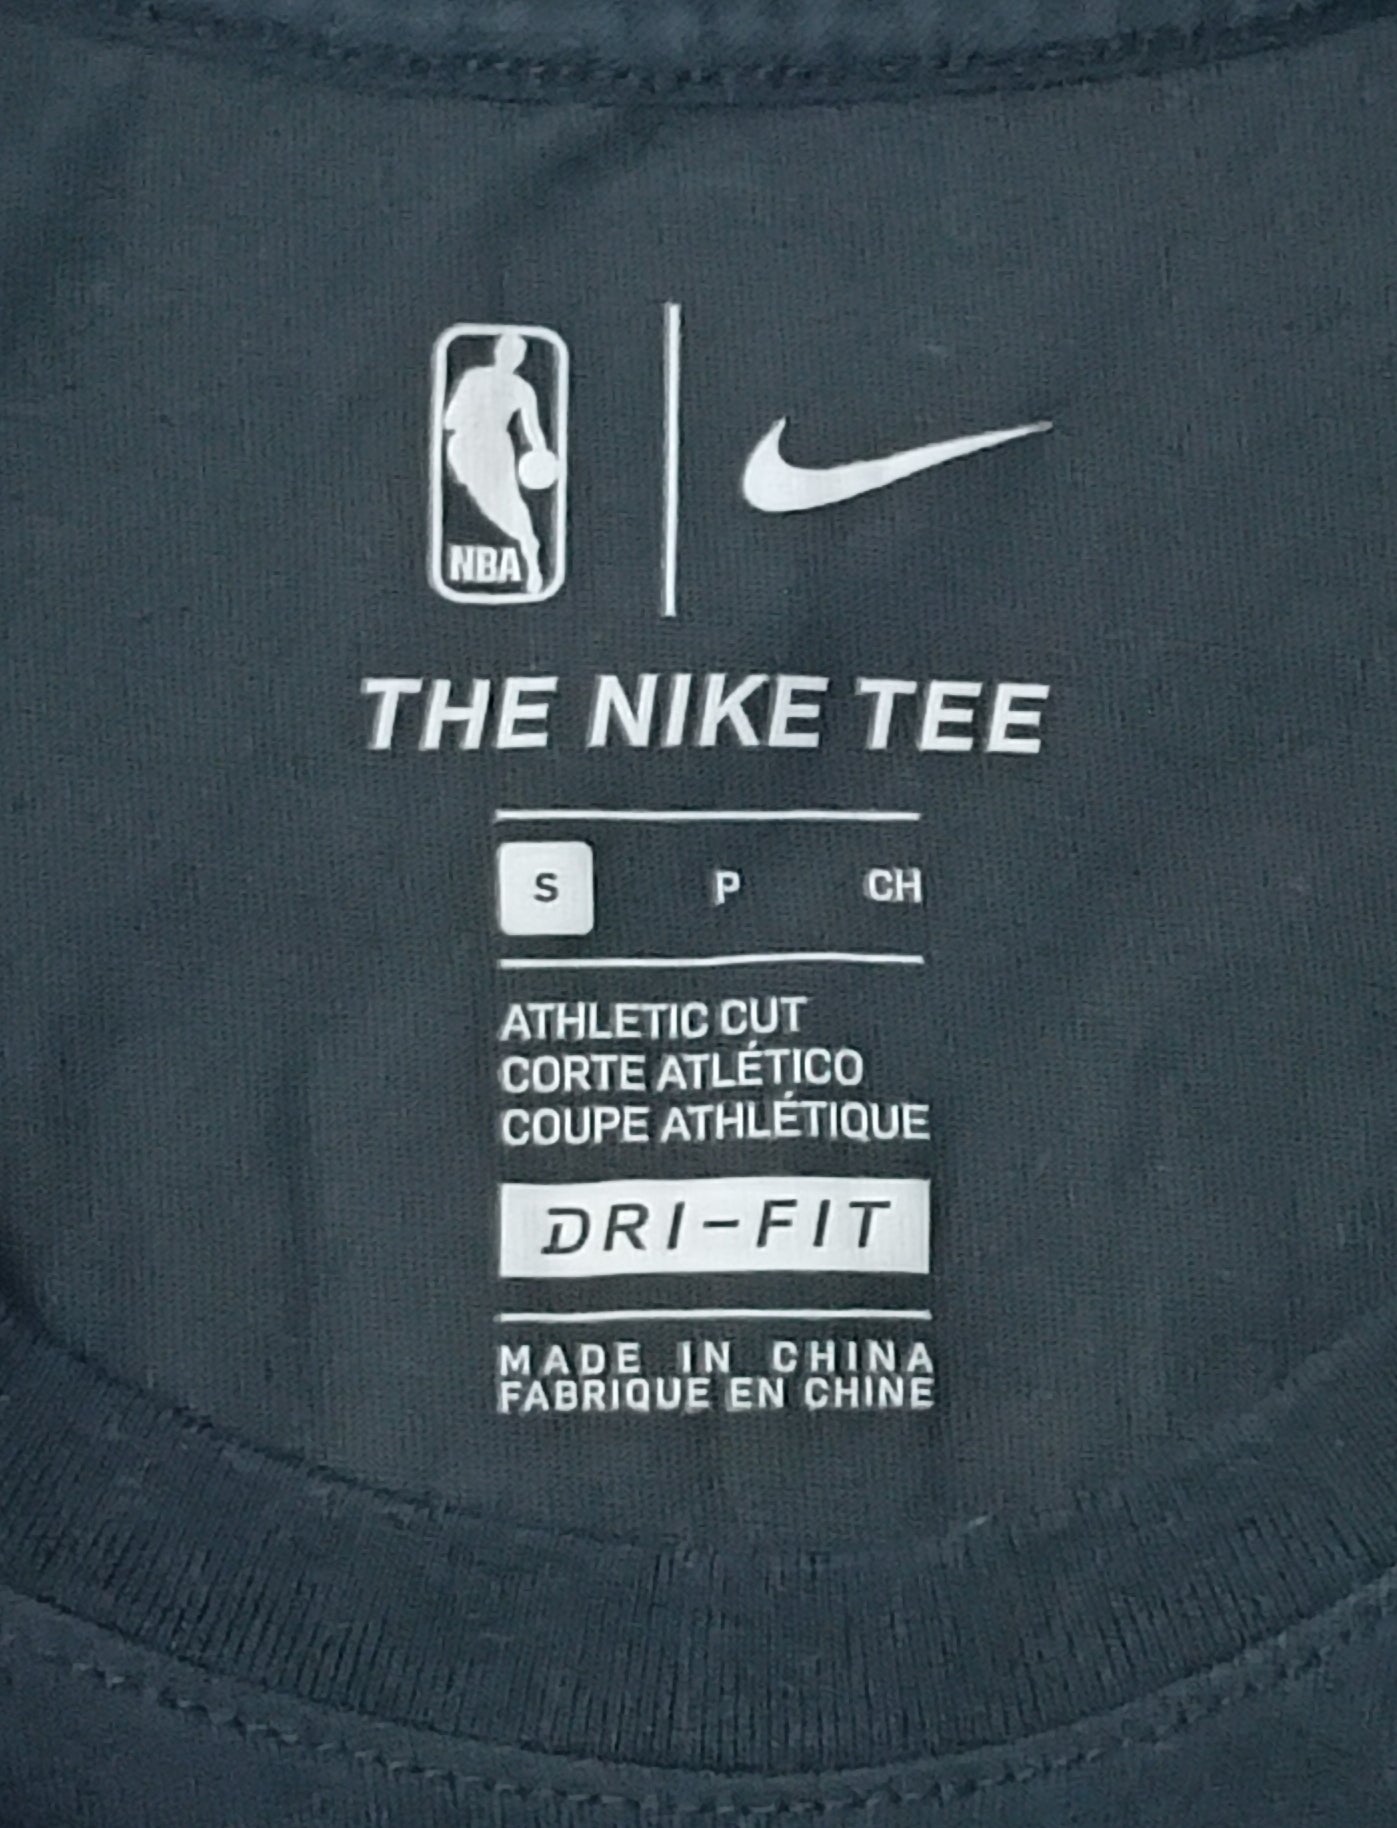 NBA
THE NIKE TEE
S P CH
ATHLETIC CUT
CORTE ATLÉTICO
COUPE ATHLÉTIQUE
DRI-FIT
MADE IN CHINA
FABRIQUE EN CHINE